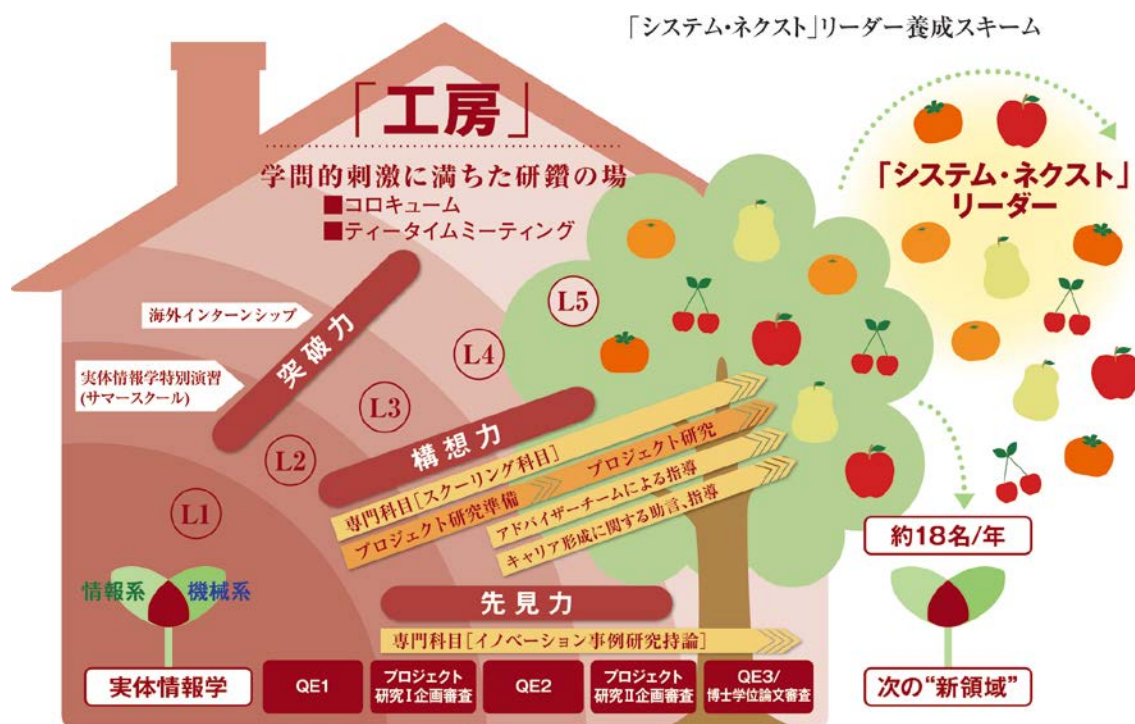 「システム・ネクスト」リーダー養成スキーム
「工房」
学問的刺激に満ちた研鑽の場
■コロキューム
■ティータイムミーティング
「システム・ネクスト」
リーダー
海外インターンシップ
実体情報学特別演習
(サマースクール)
突破力
L5
L4
L3
L2
L1
構想力
専門科目[スクーリング科目]
プロジェクト研究準備
プロジェクト研究
アドバイザーチームによる指導
キャリア形成に関する助言、指導
約18名/年
情報系
機械系
先見力
専門科目[イノベーション事例研究持論]
実体情報学
QE1
プロジェクト
研究Ⅰ企画審査
QE2
プロジェクト
研究Ⅱ企画審査
QE3/
博士学位論文審査
次の"新領域"